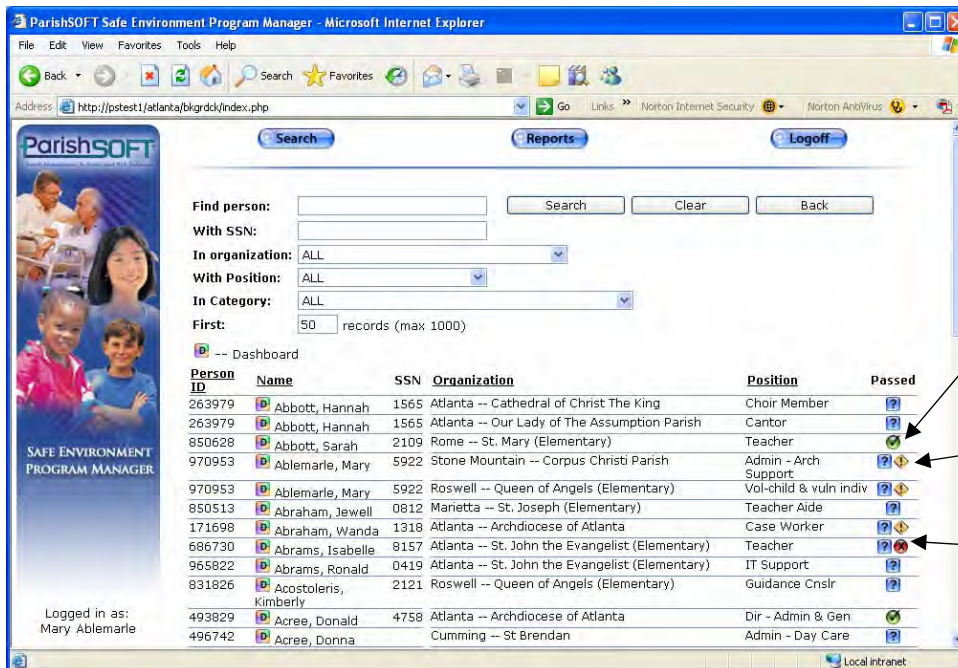 ParishSOFT Safe Environment Program Manager - Microsoft Internet Explorer
File Edit View Favorites Tools Help
Back Search Favorites
Address http://pstest1/atlanta/bkgrdck/index.php Go Links » Norton Internet Security Norton AntiVirus
ParishSOFT
Search Reports Logoff
Find person: Search Clear Back
With SSN:
In organization: ALL
With Position: ALL
In Category: ALL
First: 50 records (max 1000)
D -- Dashboard
Person ID Name SSN Organization Position Passed
263979 D Abbott, Hannah 1565 Atlanta -- Cathedral of Christ The King Choir Member ?
263979 D Abbott, Hannah 1565 Atlanta -- Our Lady of The Assumption Parish Cantor ?
850628 D Abbott, Sarah 2109 Rome -- St. Mary (Elementary) Teacher
970953 D Ablemarle, Mary 5922 Stone Mountain -- Corpus Christi Parish Admin - Arch Support ? !
970953 D Ablemarle, Mary 5922 Roswell -- Queen of Angels (Elementary) Vol-child & vuln indiv ? !
850513 D Abraham, Jewell 0812 Marietta -- St. Joseph (Elementary) Teacher Aide ?
171698 D Abraham, Wanda 1318 Atlanta -- Archdiocese of Atlanta Case Worker ? !
686730 D Abrams, Isabelle 8157 Atlanta -- St. John the Evangelist (Elementary) Teacher ?
965822 D Abrams, Ronald 0419 Atlanta -- St. John the Evangelist (Elementary) IT Support ?
831826 D Acostoleris, Kimberly 2121 Roswell -- Queen of Angels (Elementary) Guidance Cnslr ?
493829 D Acree, Donald 4758 Atlanta -- Archdiocese of Atlanta Dir - Admin & Gen
496742 D Acree, Donna Cumming -- St Brendan Admin - Day Care ?
SAFE ENVIRONMENT
PROGRAM MANAGER
Logged in as:
Mary Ablemarle
Local intranet